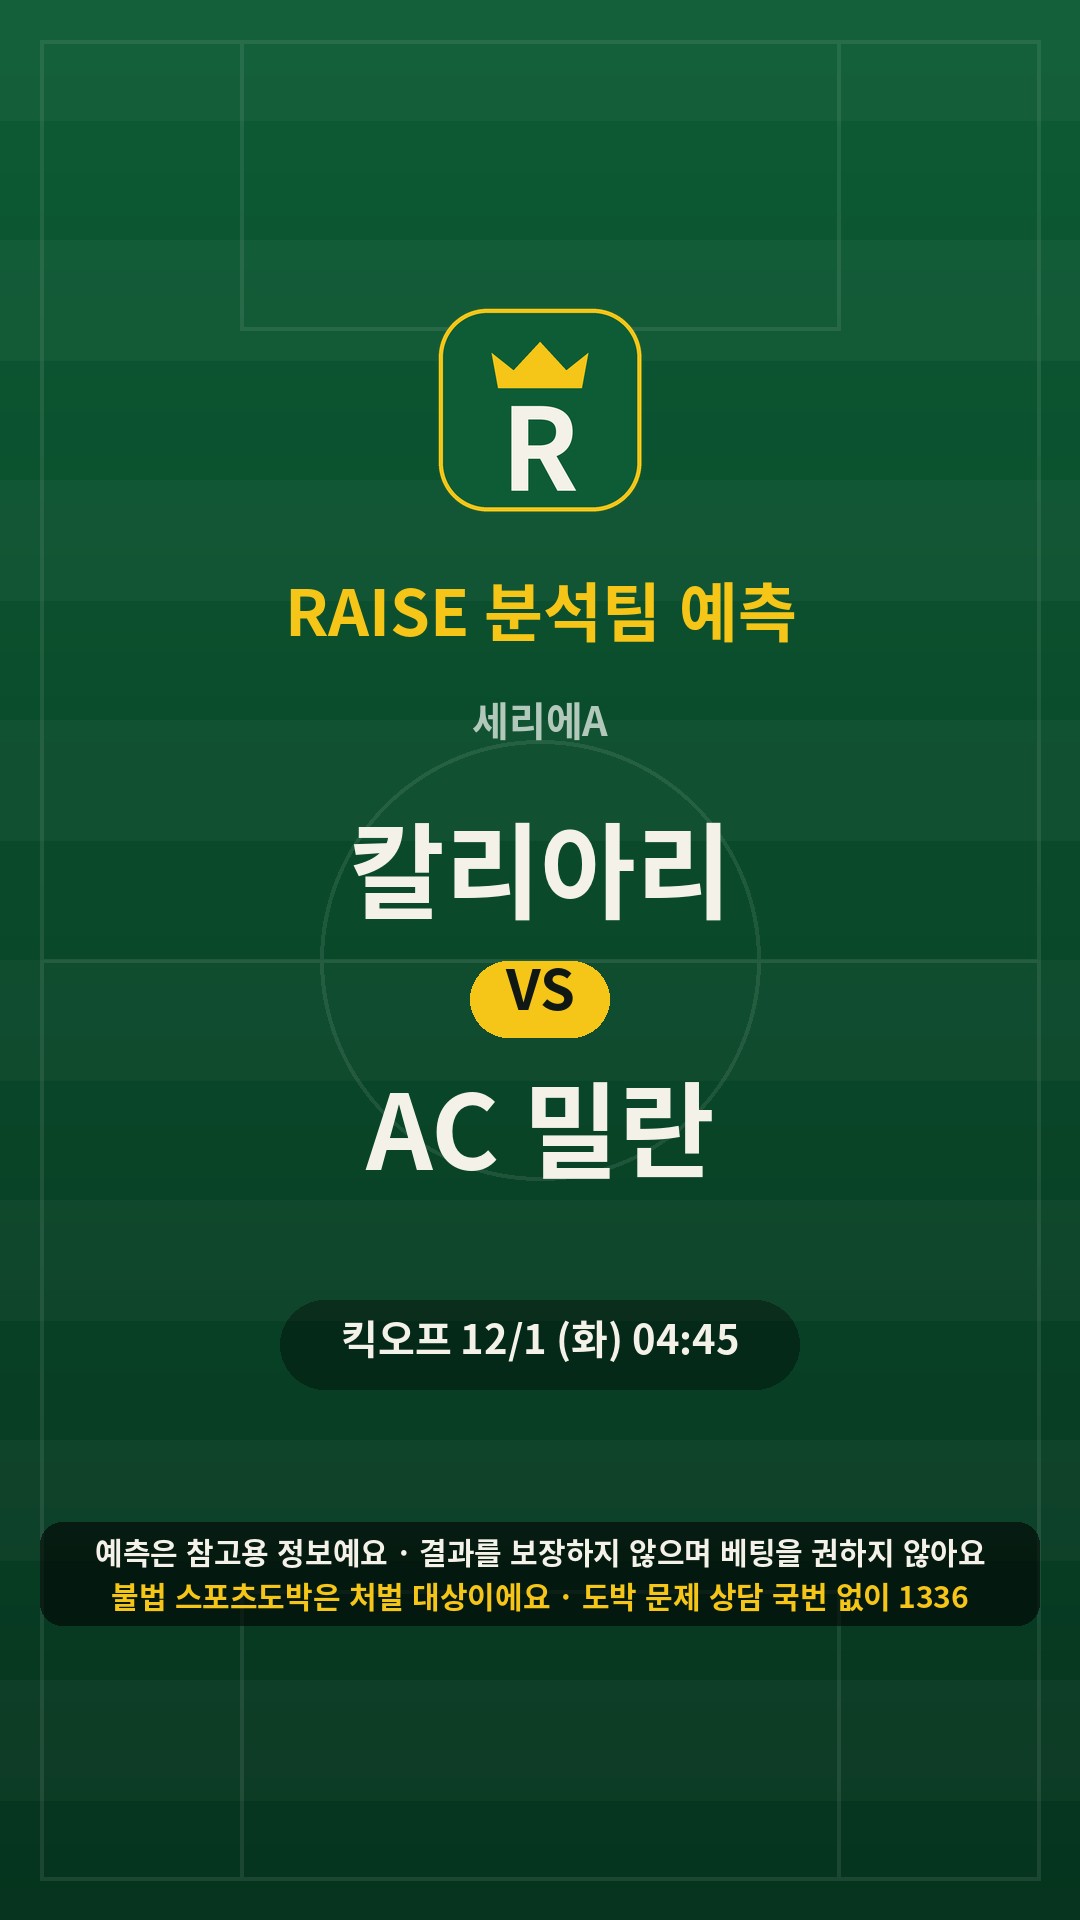 R
RAISE 분석팀 예측
세리에A
칼리아리
VS
AC 밀란
킥오프 12/1 (화) 04:45
예측은 참고용 정보예요 · 결과를 보장하지 않으며 베팅을 권하지 않아요
불법 스포츠도박은 처벌 대상이에요 · 도박 문제 상담 국번 없이 1336